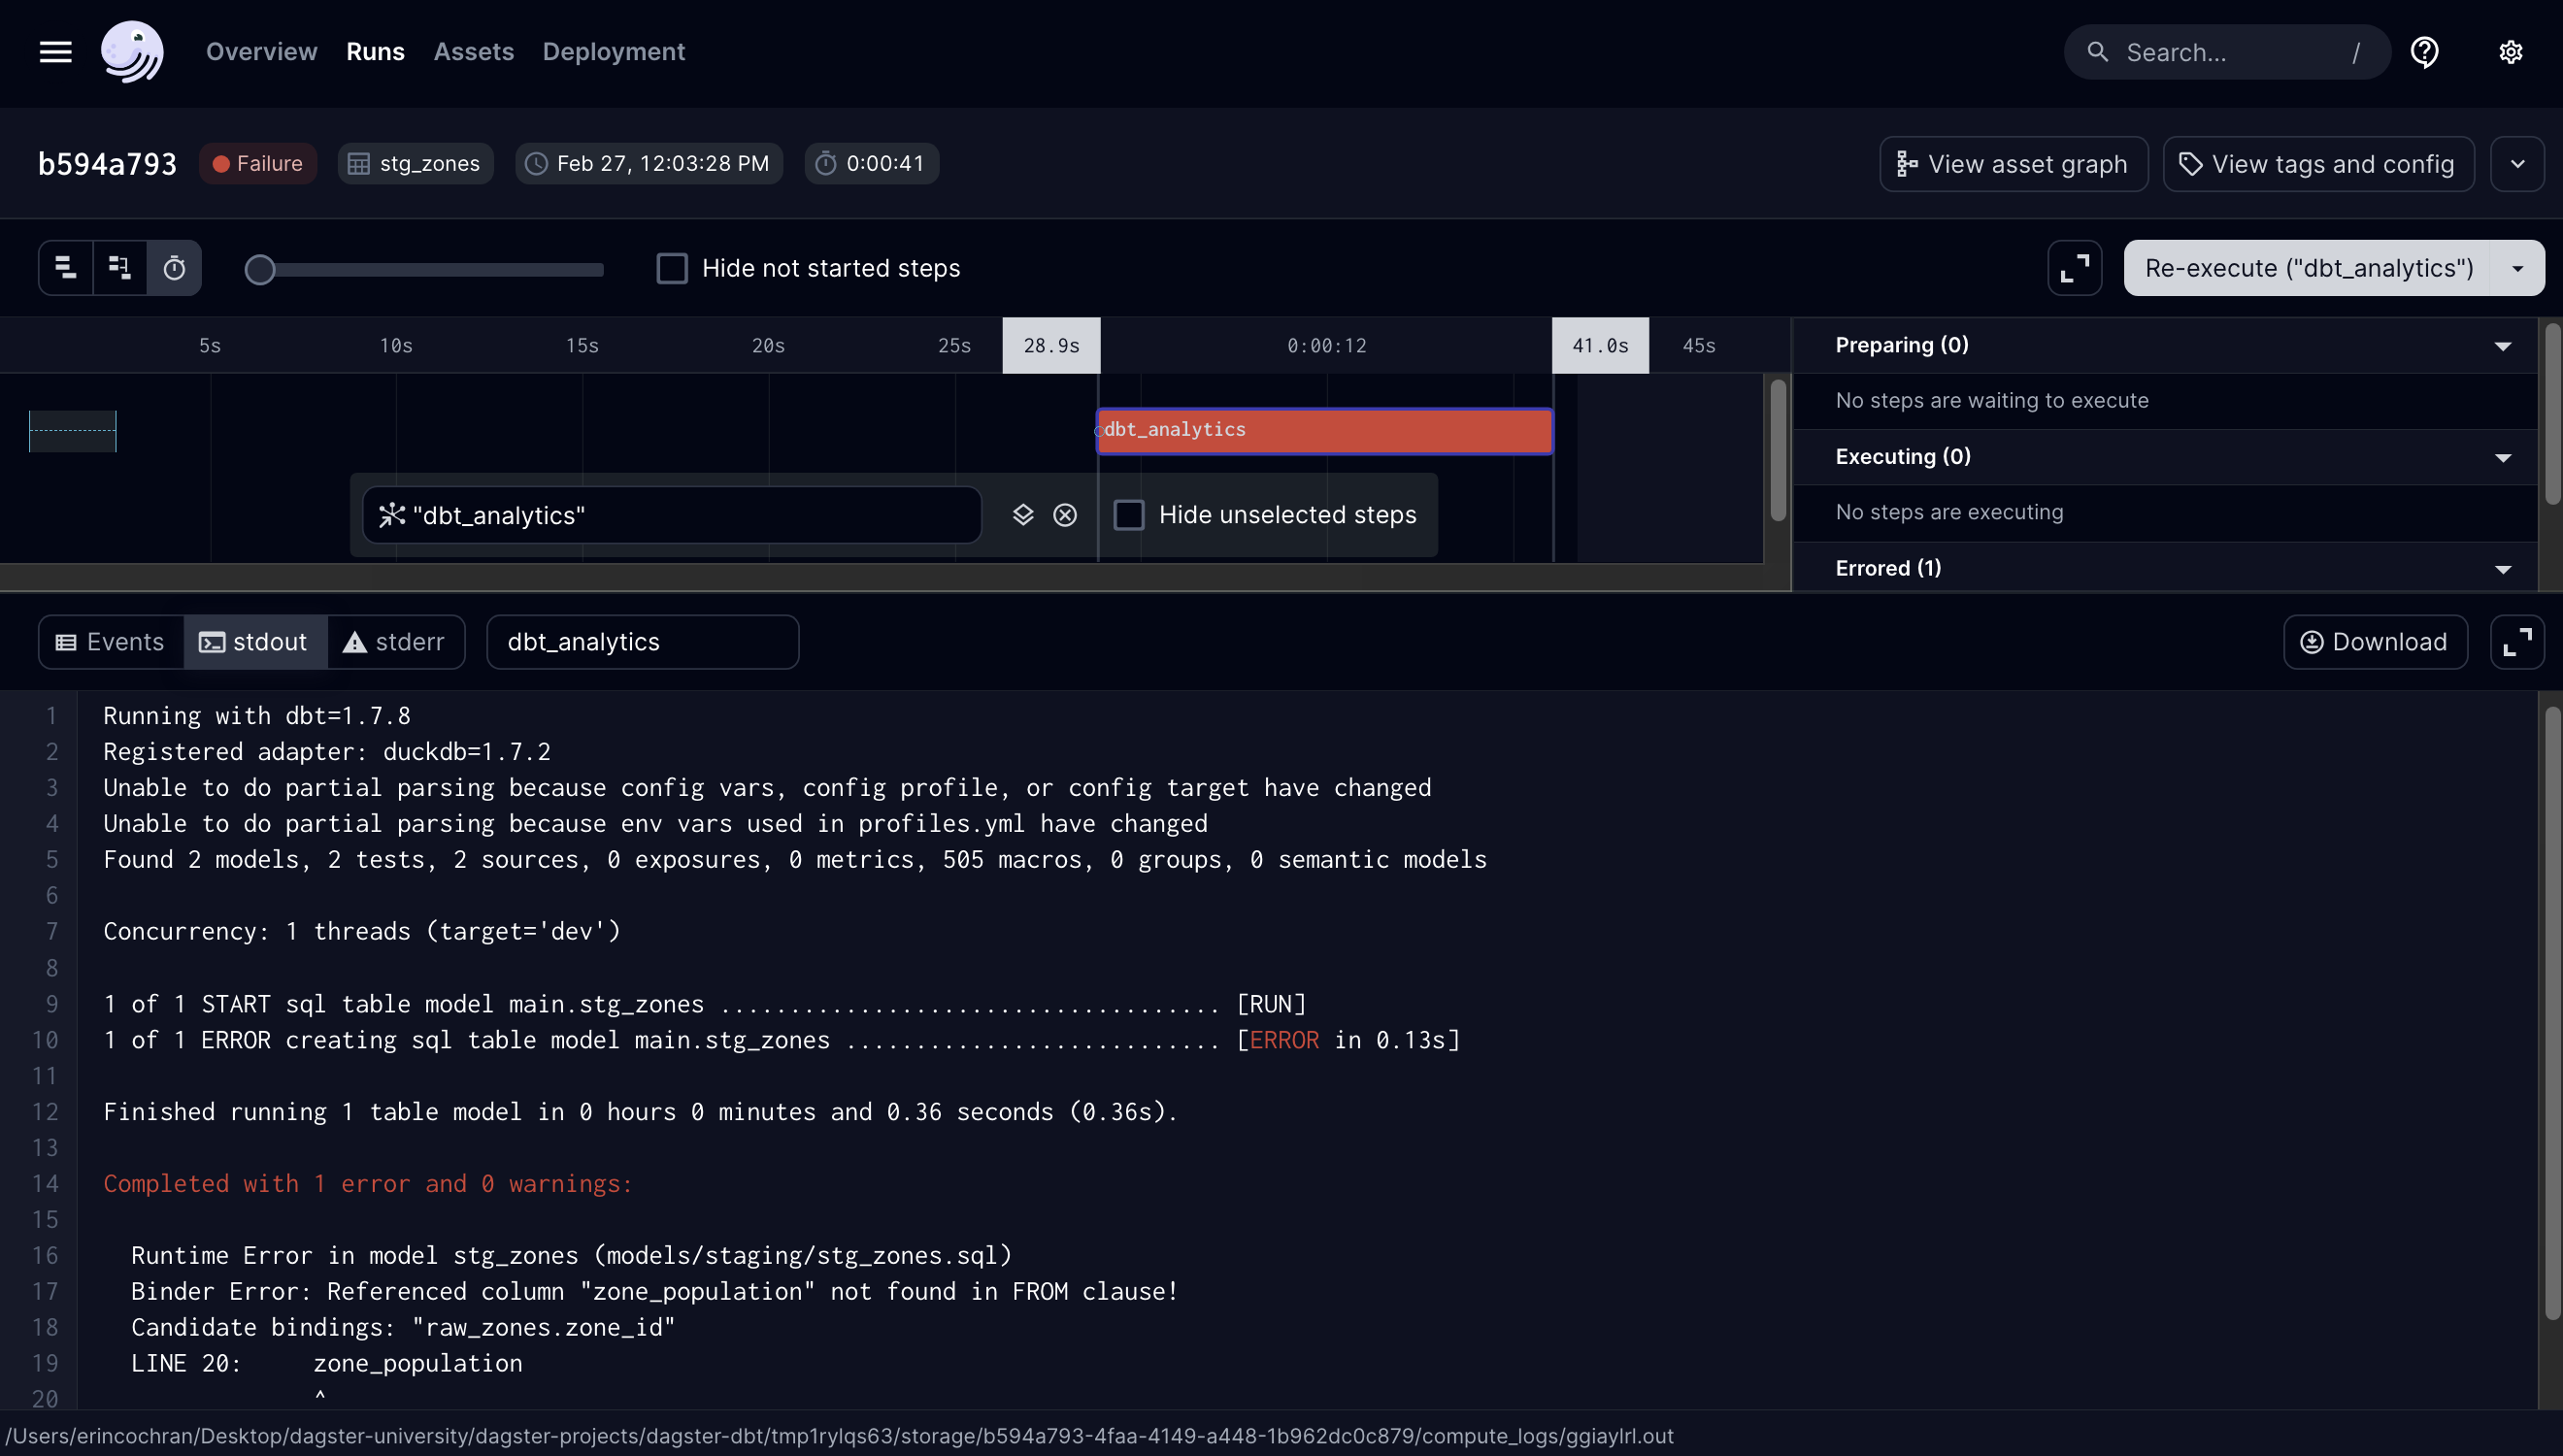 Overview Runs Assets Deployment Search... /
b594a793 Failure stg_zones Feb 27, 12:03:28 PM 0:00:41 View asset graph View tags and config
Hide not started steps Re-execute ("dbt_analytics")
5s 10s 15s 20s 25s 28.9s 0:00:12 41.0s 45s
Preparing (0)
No steps are waiting to execute
dbt_analytics
Executing (0)
"dbt_analytics" Hide unselected steps
No steps are executing
Errored (1)
Events stdout stderr dbt_analytics Download
1 Running with dbt=1.7.8
2 Registered adapter: duckdb=1.7.2
3 Unable to do partial parsing because config vars, config profile, or config target have changed
4 Unable to do partial parsing because env vars used in profiles.yml have changed
5 Found 2 models, 2 tests, 2 sources, 0 exposures, 0 metrics, 505 macros, 0 groups, 0 semantic models
6
7 Concurrency: 1 threads (target='dev')
8
9 1 of 1 START sql table model main.stg_zones .................................... [RUN]
10 1 of 1 ERROR creating sql table model main.stg_zones ........................... [ERROR in 0.13s]
11
12 Finished running 1 table model in 0 hours 0 minutes and 0.36 seconds (0.36s).
13
14 Completed with 1 error and 0 warnings:
15
16 Runtime Error in model stg_zones (models/staging/stg_zones.sql)
17 Binder Error: Referenced column "zone_population" not found in FROM clause!
18 Candidate bindings: "raw_zones.zone_id"
19 LINE 20: zone_population
20 ^
/Users/erincochran/Desktop/dagster-university/dagster-projects/dagster-dbt/tmp1rylqs63/storage/b594a793-4faa-4149-a448-1b962dc0c879/compute_logs/ggiaylrl.out